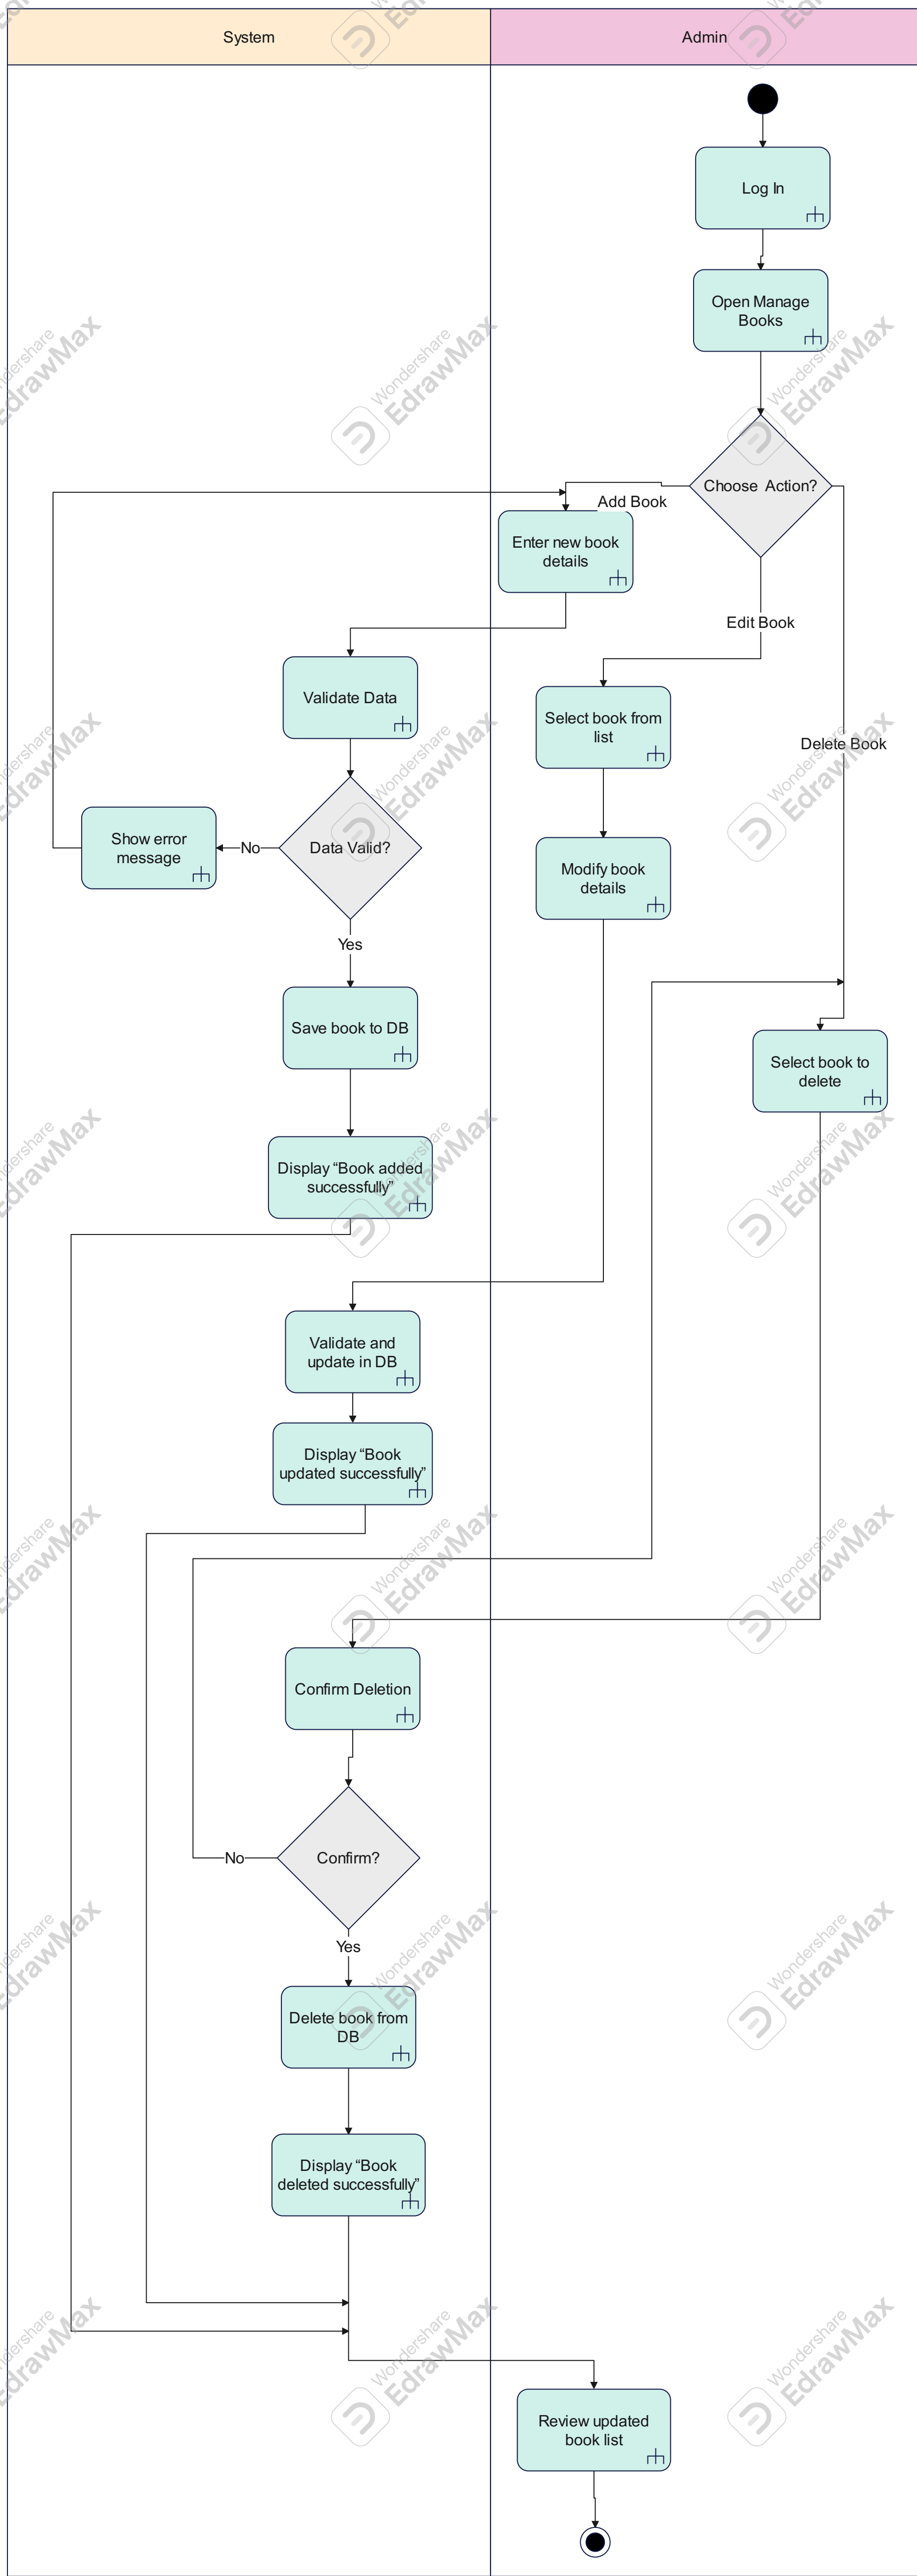 System
Admin
Log In
Open Manage
Books
Choose  Action?
Add Book
Enter new book
details
Edit Book
Validate Data
Select book from
list
Delete Book
Show error
message
No
Data Valid?
Modify book
details
Yes
Save book to DB
Select book to
delete
Display “Book added
successfully”
Validate and
update in DB
Display “Book
updated successfully”
Confirm Deletion
No
Confirm?
Yes
Delete book from
DB
Display “Book
deleted successfully”
Review updated
book list
Wondershare
EdrawMax